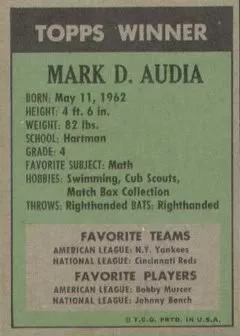 TOPPS WINNER
MARK D. AUDIA
BORN: May 11, 1962
HEIGHT: 4 ft. 6 in.
WEIGHT: 82 lbs.
SCHOOL: Hartman
GRADE: 4
FAVORITE SUBJECT: Math
HOBBIES: Swimming, Cub Scouts,
Match Box Collection
THROWS: Righthanded BATS: Righthanded
FAVORITE TEAMS
AMERICAN LEAGUE: N.Y. Yankees
NATIONAL LEAGUE: Cincinnati Reds
FAVORITE PLAYERS
AMERICAN LEAGUE: Bobby Murcer
NATIONAL LEAGUE: Johnny Bench
© T.C.G. PRTD. IN U.S.A.